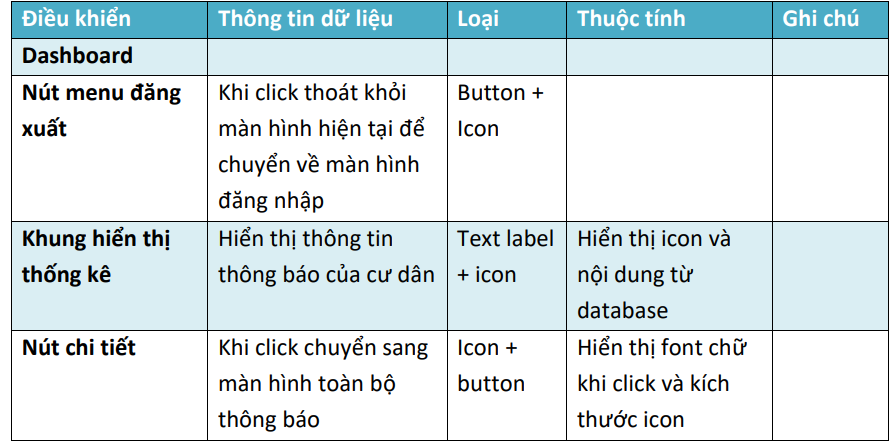 Điều khiển Thông tin dữ liệu Loại Thuộc tính Ghi chú
Dashboard
Nút menu đăng
xuất
Khi click thoát khỏi
màn hình hiện tại để
chuyển về màn hình
đăng nhập
Button +
Icon
Khung hiển thị
thống kê
Hiển thị thông tin
thông báo của cư dân
Text label
+ icon
Hiển thị icon và
nội dung từ
database
Nút chi tiết
Khi click chuyển sang
màn hình toàn bộ
thông báo
Icon +
button
Hiển thị font chữ
khi click và kích
thước icon